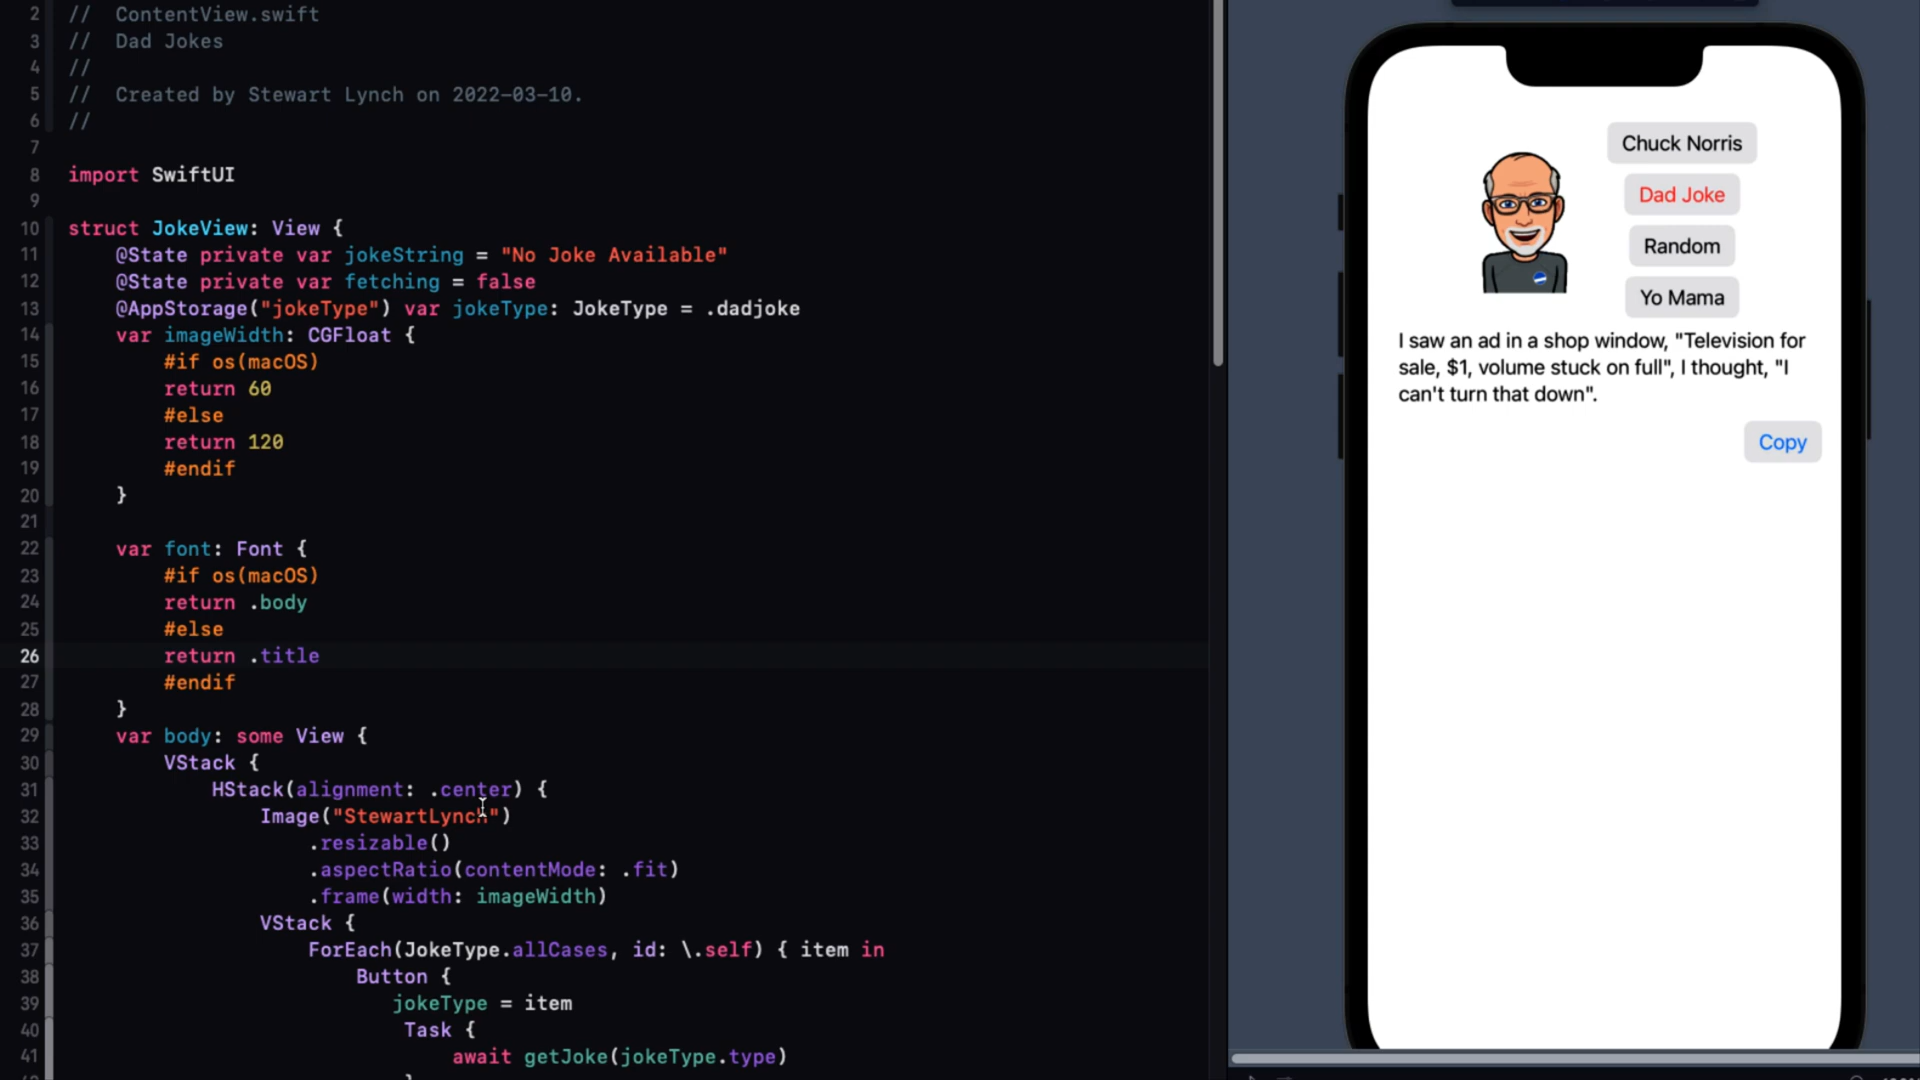 2 //  ContentView.swift
3 //  Dad Jokes
4 //
5 //  Created by Stewart Lynch on 2022-03-10.
6 //
7
8 import SwiftUI
9
10 struct JokeView: View {
11     @State private var jokeString = "No Joke Available"
12     @State private var fetching = false
13     @AppStorage("jokeType") var jokeType: JokeType = .dadjoke
14     var imageWidth: CGFloat {
15         #if os(macOS)
16         return 60
17         #else
18         return 120
19         #endif
20     }
21
22     var font: Font {
23         #if os(macOS)
24         return .body
25         #else
26         return .title
27         #endif
28     }
29     var body: some View {
30         VStack {
31             HStack(alignment: .center) {
32                 Image("StewartLynch")
33                     .resizable()
34                     .aspectRatio(contentMode: .fit)
35                     .frame(width: imageWidth)
36                 VStack {
37                     ForEach(JokeType.allCases, id: \.self) { item in
38                         Button {
39                            jokeType = item
40                             Task {
41                                 await getJoke(jokeType.type)
Chuck Norris
Dad Joke
Random
Yo Mama
I saw an ad in a shop window, "Television for
sale, $1, volume stuck on full", I thought, "I
can't turn that down".
Copy